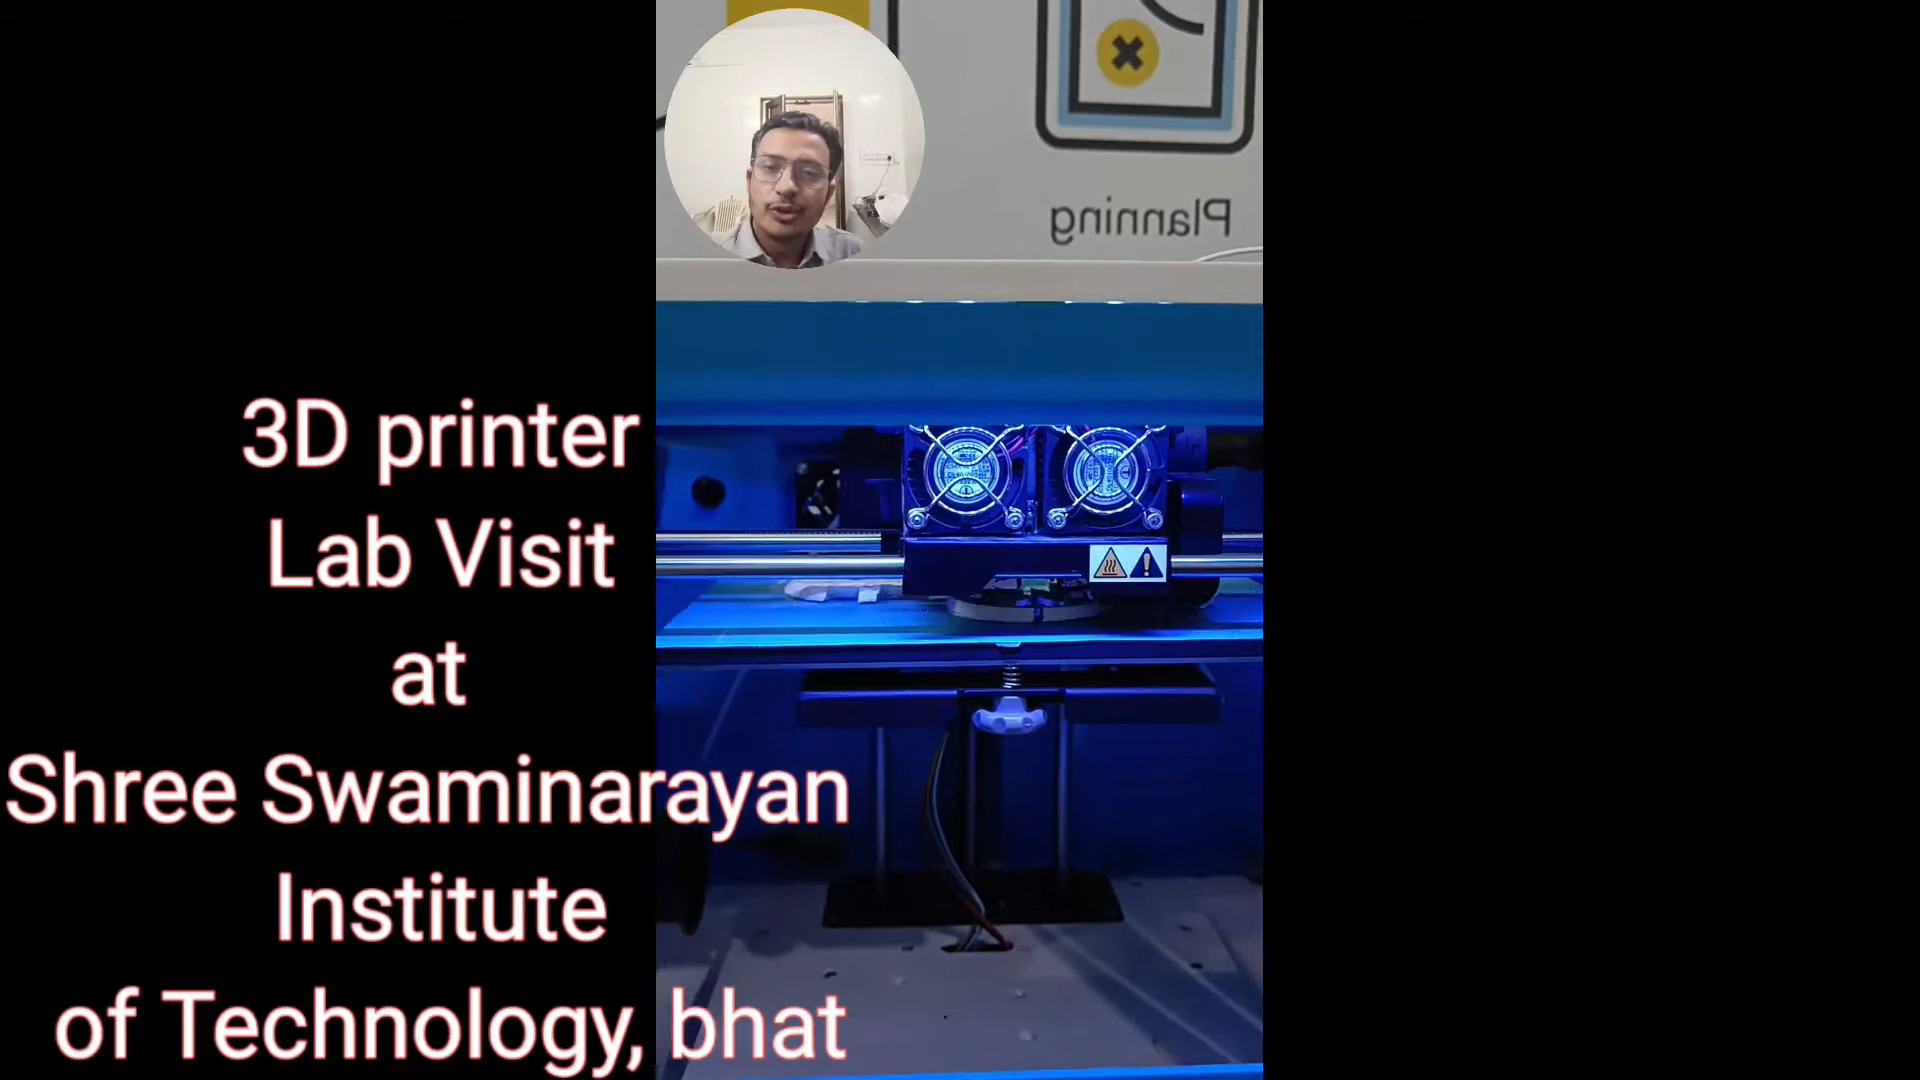 Planning
3D printer
Lab Visit
at
Shree Swaminarayan
Institute
of Technology, bhat